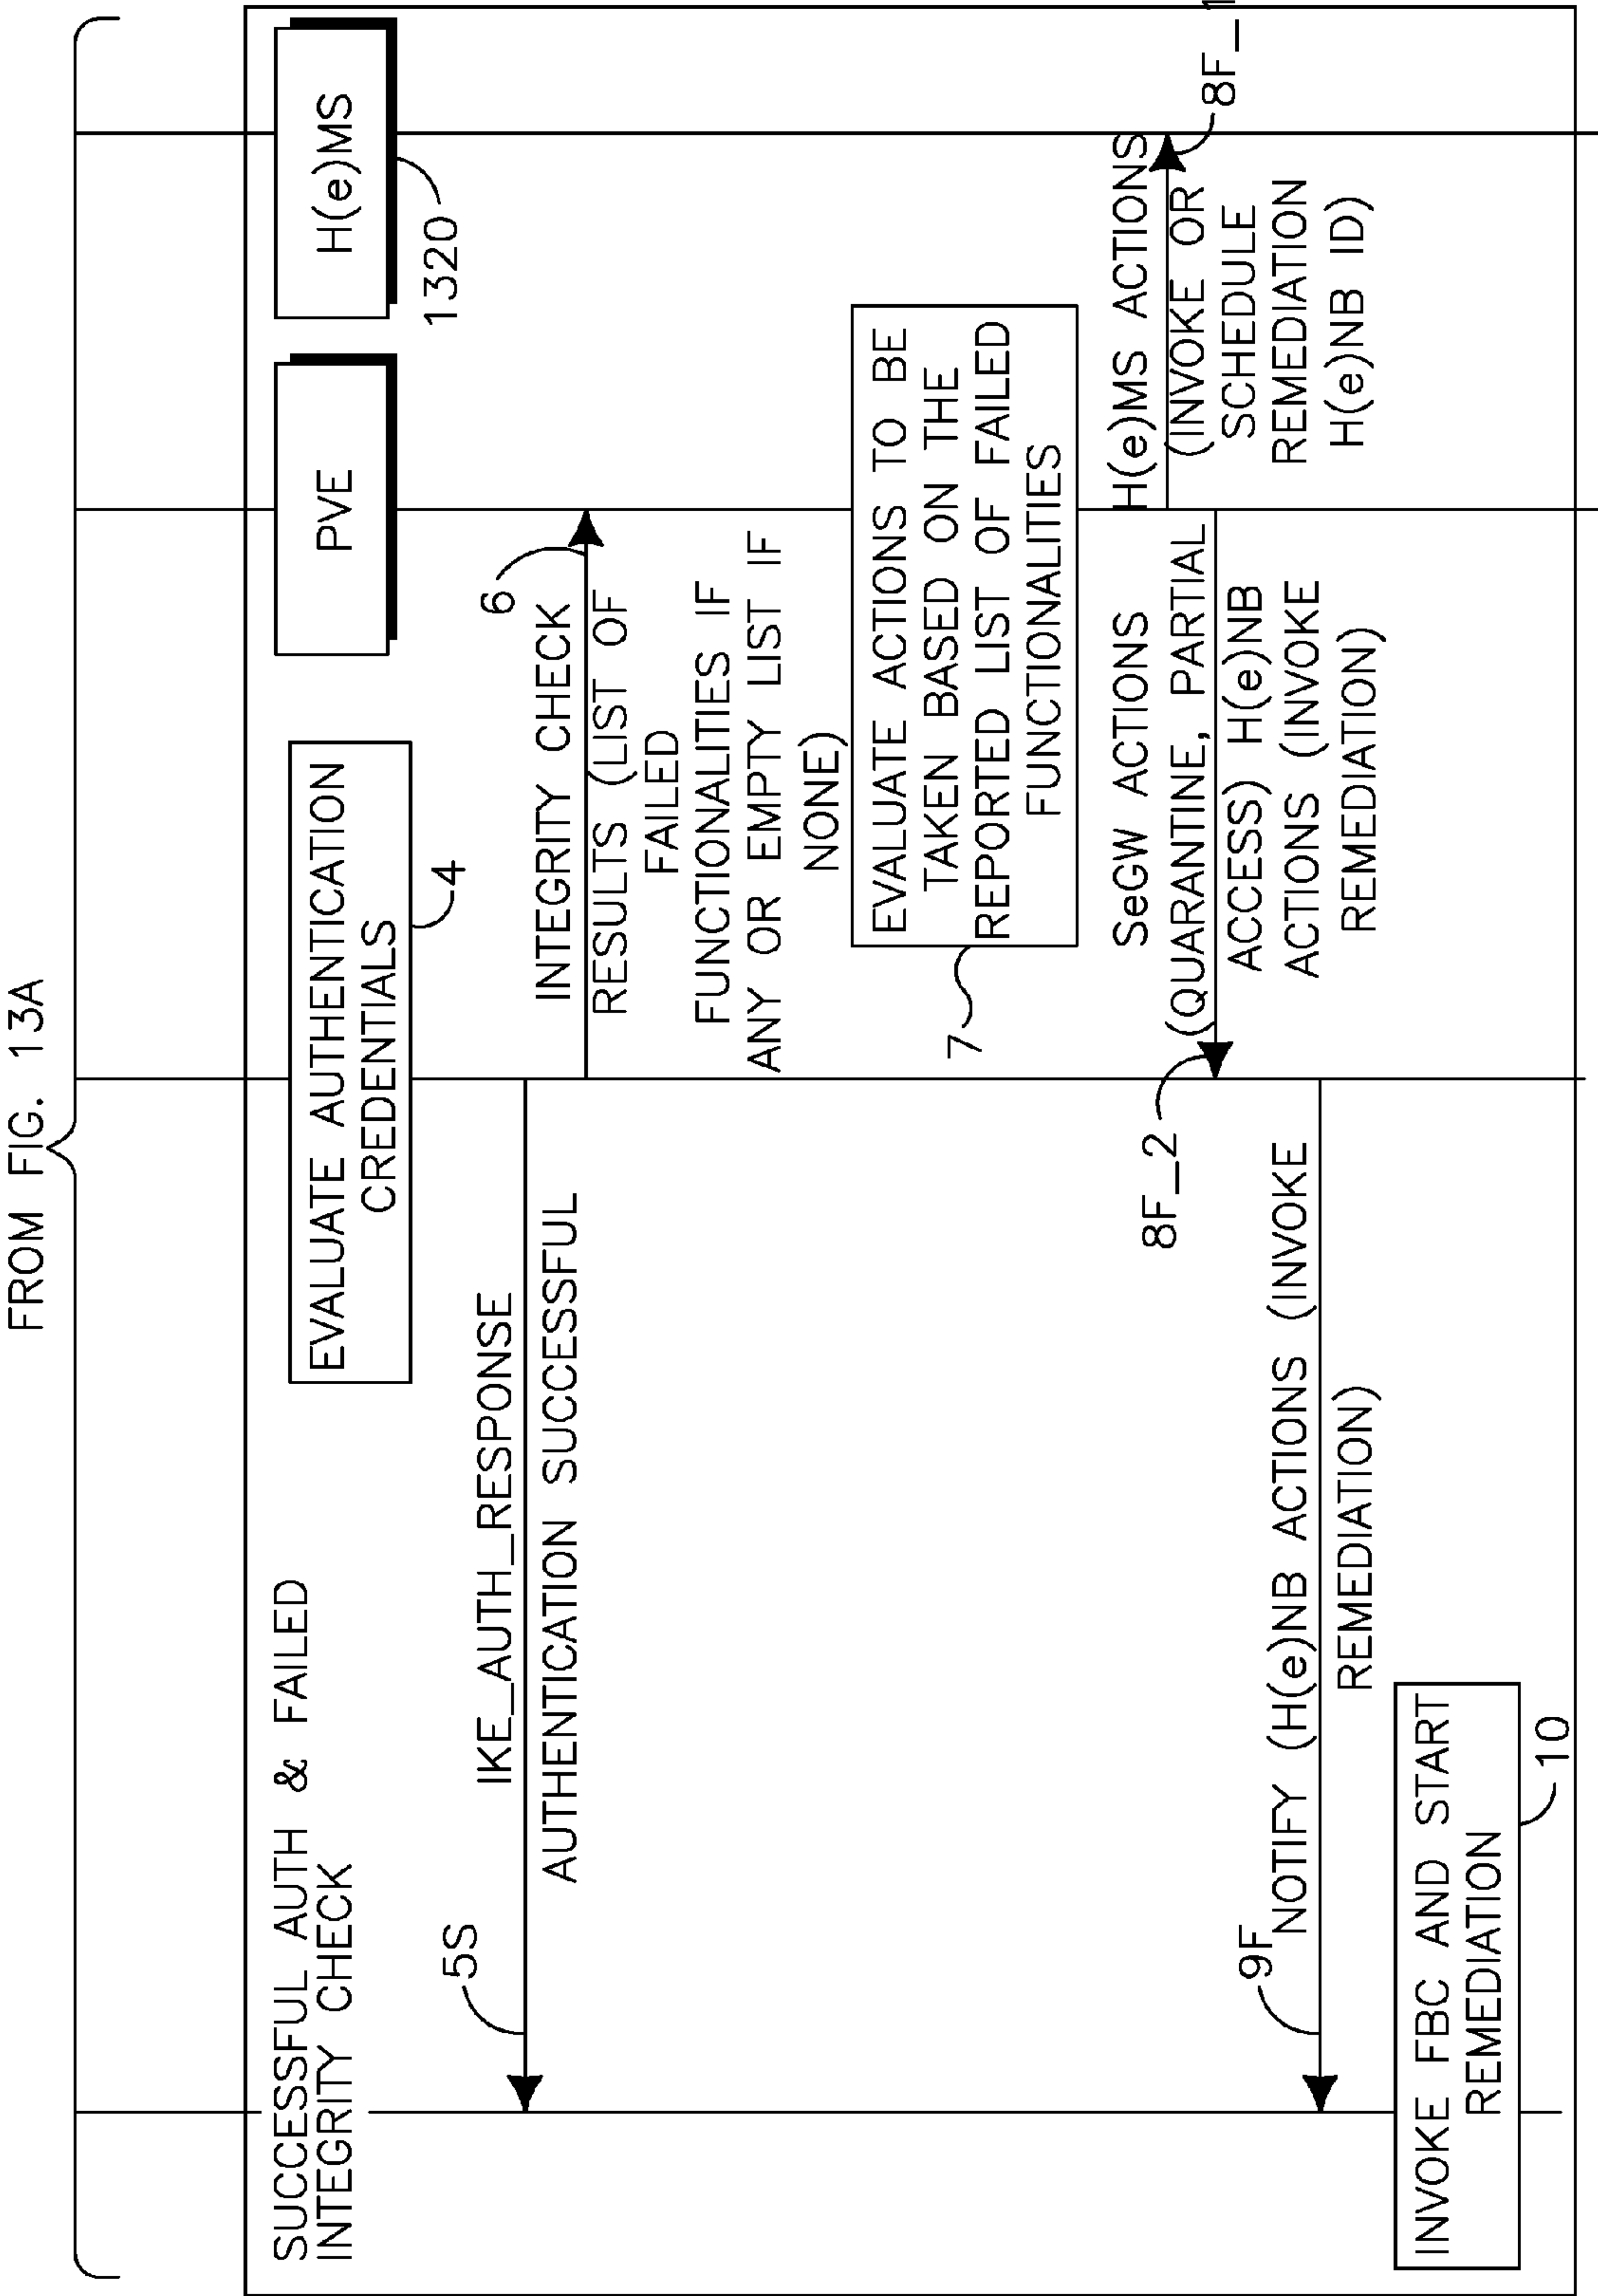 FROM FIG. 13A
SUCCESSFUL AUTH & FAILED
INTEGRITY CHECK
EVALUATE AUTHENTICATION
CREDENTIALS
4
PVE
H(e)MS
1320
5S
IKE_AUTH_RESPONSE
AUTHENTICATION SUCCESSFUL
6
INTEGRITY CHECK
RESULTS (LIST OF
FAILED
FUNCTIONALITIES IF
ANY OR EMPTY LIST IF
NONE)
7
EVALUATE ACTIONS TO BE
TAKEN BASED ON THE
REPORTED LIST OF FAILED
FUNCTIONALITIES
H(e)MS ACTIONS
(INVOKE OR
SCHEDULE
REMEDIATION
H(e)NB ID)
8F_1
SeGW ACTIONS
(QUARANTINE, PARTIAL
ACCESS) H(e)NB
ACTIONS (INVOKE
REMEDIATION)
8F_2
9F
NOTIFY (H(e)NB ACTIONS (INVOKE
REMEDIATION)
INVOKE FBC AND START
REMEDIATION
10